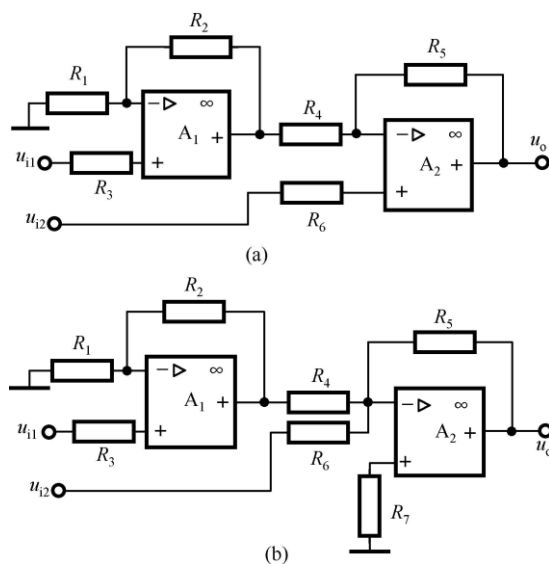 R2
R5
R1
− ▷ ∞
A1
+
+
R4
− ▷ ∞
A2
+
+
uo
ui1
R3
R6
ui2
(a)
R2
R5
R1
− ▷ ∞
A1
+
+
R4
− ▷ ∞
A2
+
+
ui1
R3
R6
ui2
R7
(b)